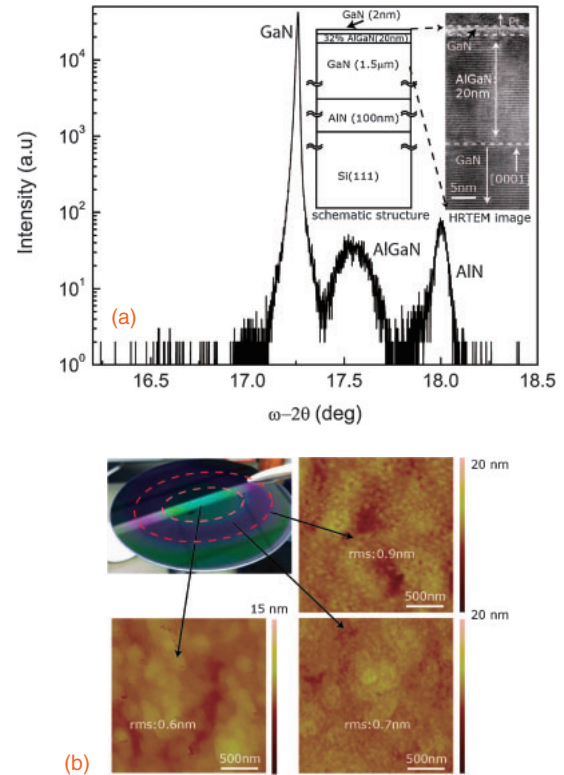 (a)
Intensity (a.u)
10⁵
10⁴
10³
10²
10¹
10⁰
16.5
17.0
17.5
18.0
18.5
ω–2θ (deg)
GaN
AlGaN
AlN
GaN (2nm)
32% AlGaN(20nm)
GaN (1.5μm)
AlN (100nm)
Si(111)
schematic structure
Pt
GaN
AlGaN:
20nm
GaN
[0001]
5nm
HRTEM image
(b)
20 nm
rms:0.9nm
500nm
15 nm
rms:0.6nm
500nm
20 nm
rms:0.7nm
500nm